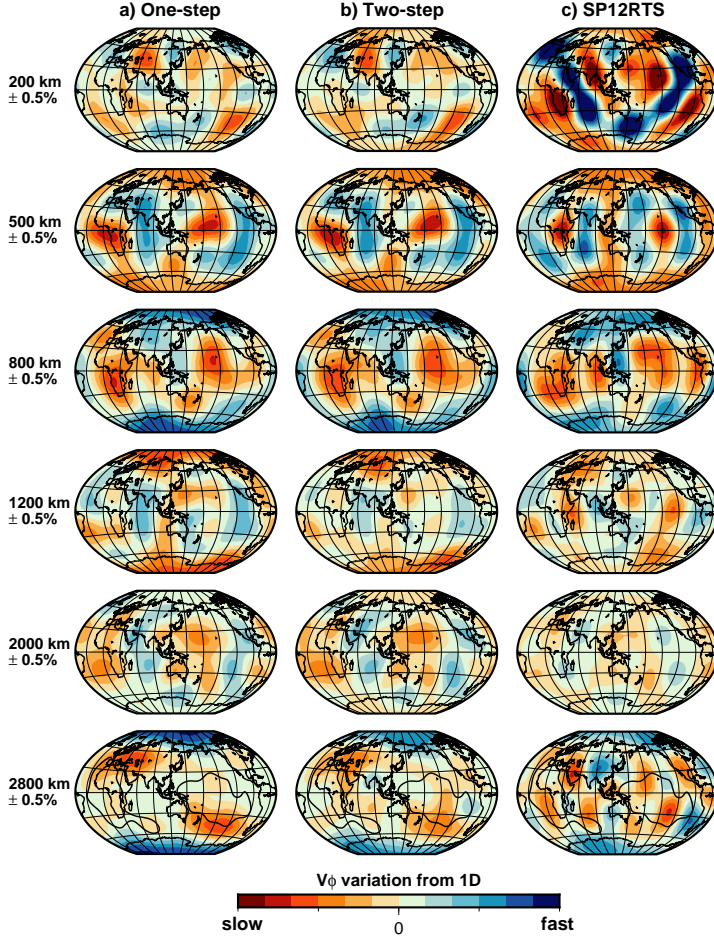 a) One-step b) Two-step c) SP12RTS
200 km
± 0.5%
500 km
± 0.5%
800 km
± 0.5%
1200 km
± 0.5%
2000 km
± 0.5%
2800 km
± 0.5%
Vϕ variation from 1D
slow 0 fast